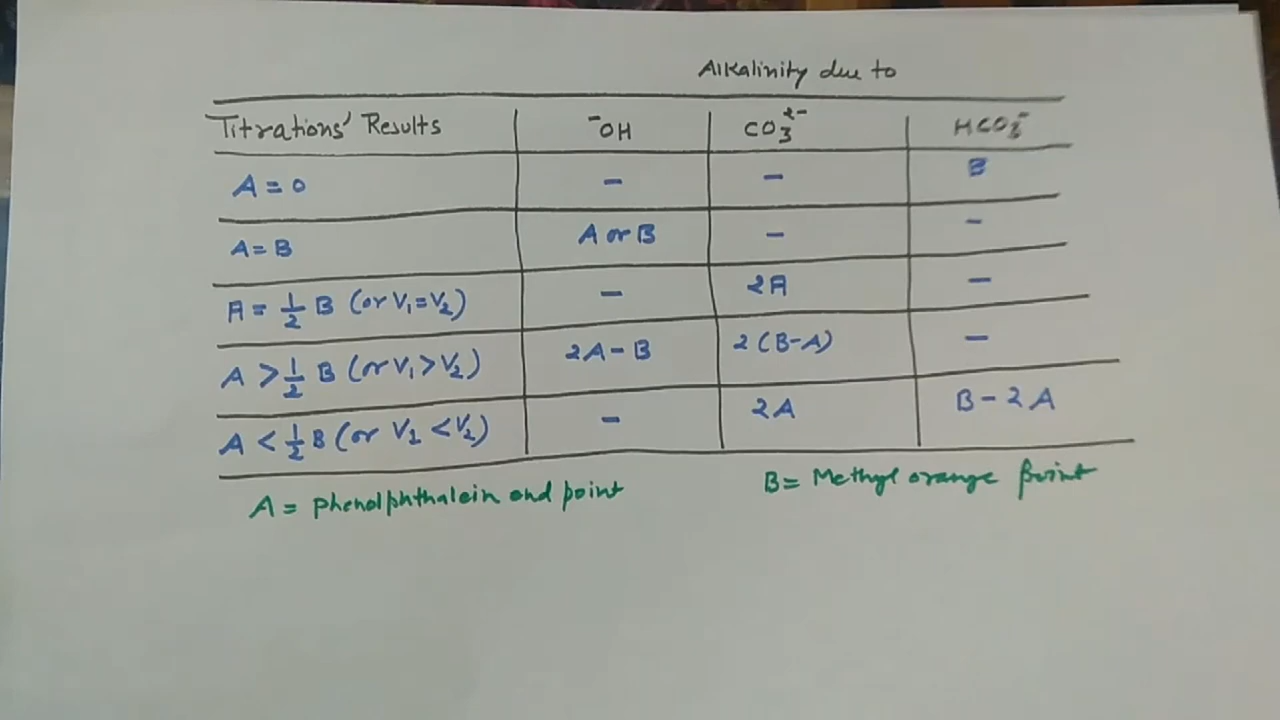 Alkalinity due to
Titrations' Results ⁻OH CO₃²⁻ HCO₃⁻
A = 0 - - B
A = B A or B - -
A = 1/2 B (or V₁ = V₂) - 2A -
A > 1/2 B (or V₁ > V₂) 2A - B 2(B-A) -
A < 1/2 B (or V₁ < V₂) - 2A B - 2A
A = phenolphthalein end point B = Methyl orange point